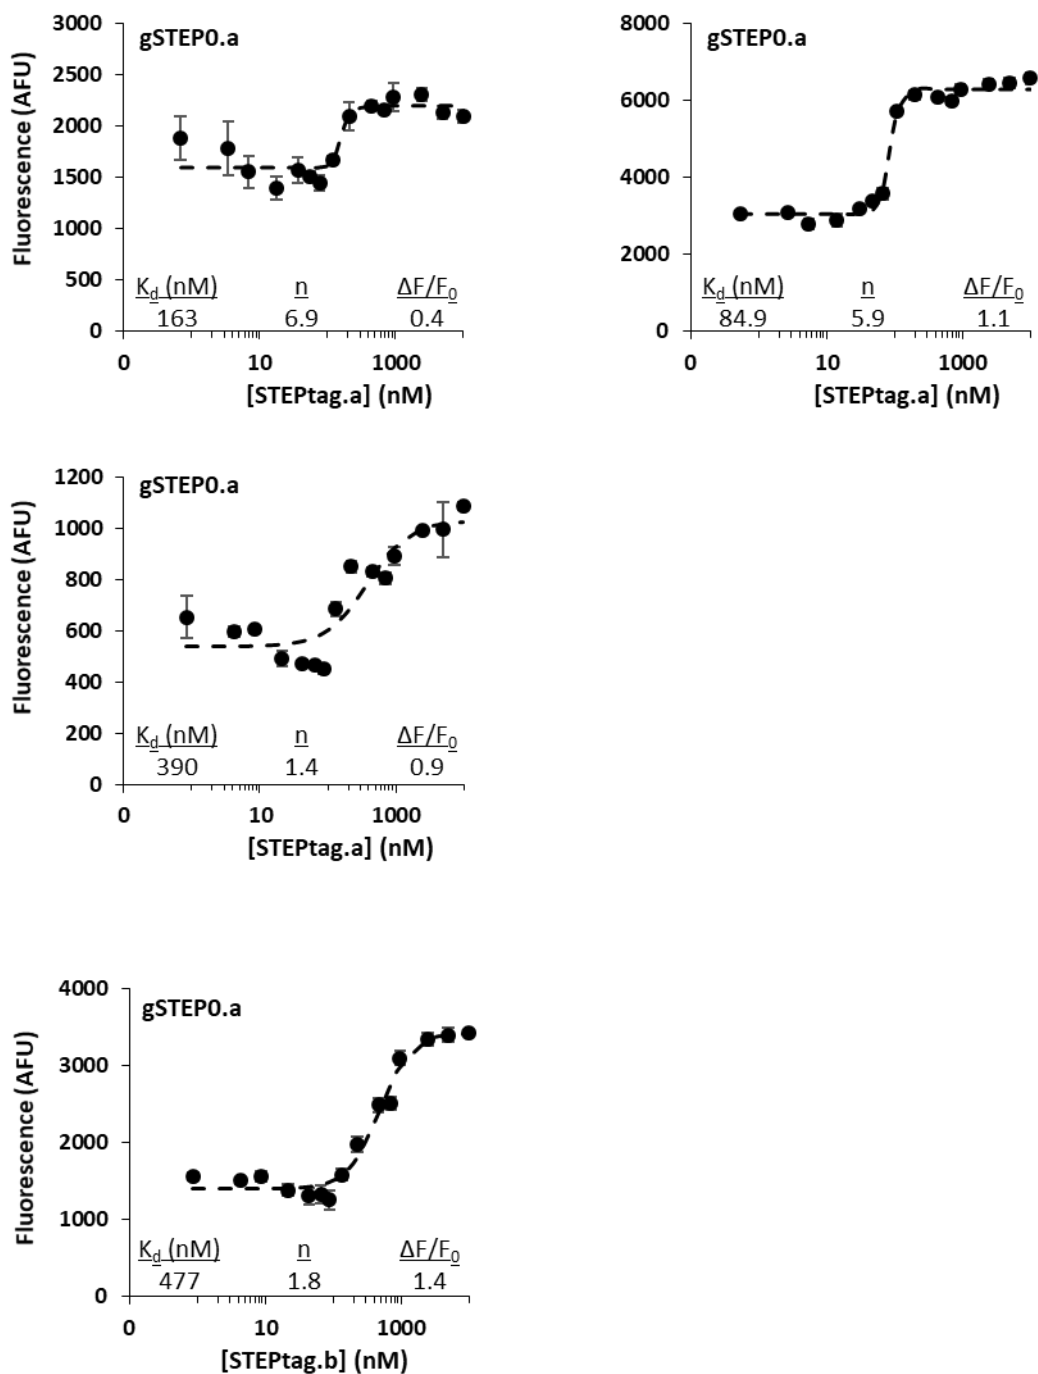 gSTEP0.a
Fluorescence (AFU)
3000
2500
2000
1500
1000
500
0
Kd (nM) n ΔF/F0
163 6.9 0.4
0 10 1000
[STEPtag.a] (nM)
gSTEP0.a
Fluorescence (AFU)
8000
6000
4000
2000
0
Kd (nM) n ΔF/F0
84.9 5.9 1.1
0 10 1000
[STEPtag.a] (nM)
gSTEP0.a
Fluorescence (AFU)
1200
1000
800
600
400
200
0
Kd (nM) n ΔF/F0
390 1.4 0.9
0 10 1000
[STEPtag.a] (nM)
gSTEP0.a
Fluorescence (AFU)
4000
3000
2000
1000
0
Kd (nM) n ΔF/F0
477 1.8 1.4
0 10 1000
[STEPtag.b] (nM)